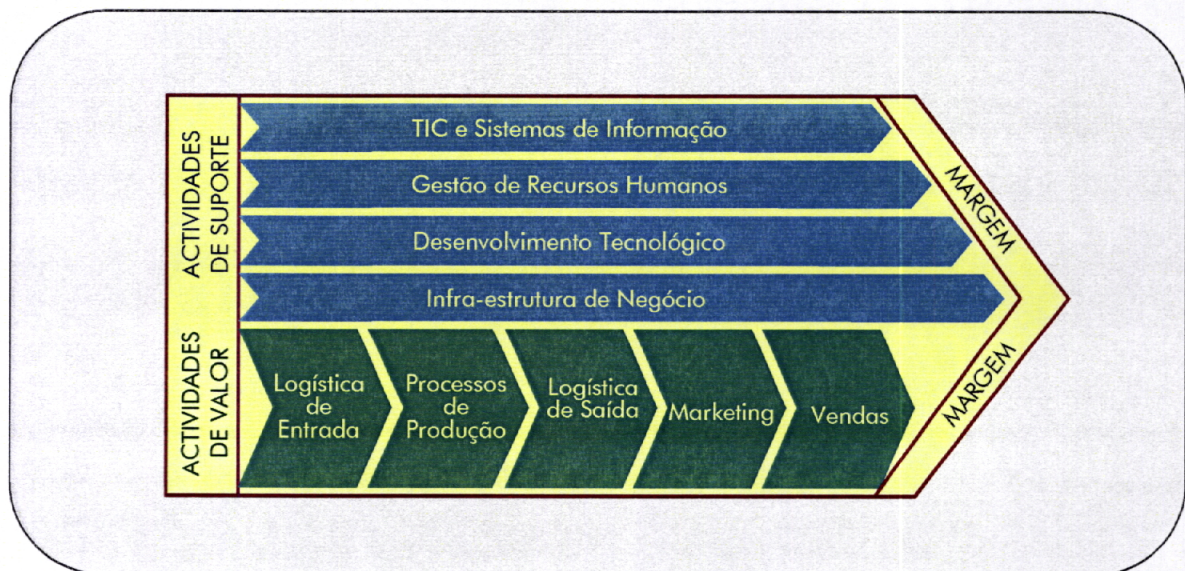 ACTIVIDADES
DE SUPORTE
TIC e Sistemas de Informação
Gestão de Recursos Humanos
Desenvolvimento Tecnológico
Infra-estrutura de Negócio
MARGEM
ACTIVIDADES
DE VALOR
Logística
de
Entrada
Processos
de
Produção
Logística
de Saída
Marketing
Vendas
MARGEM